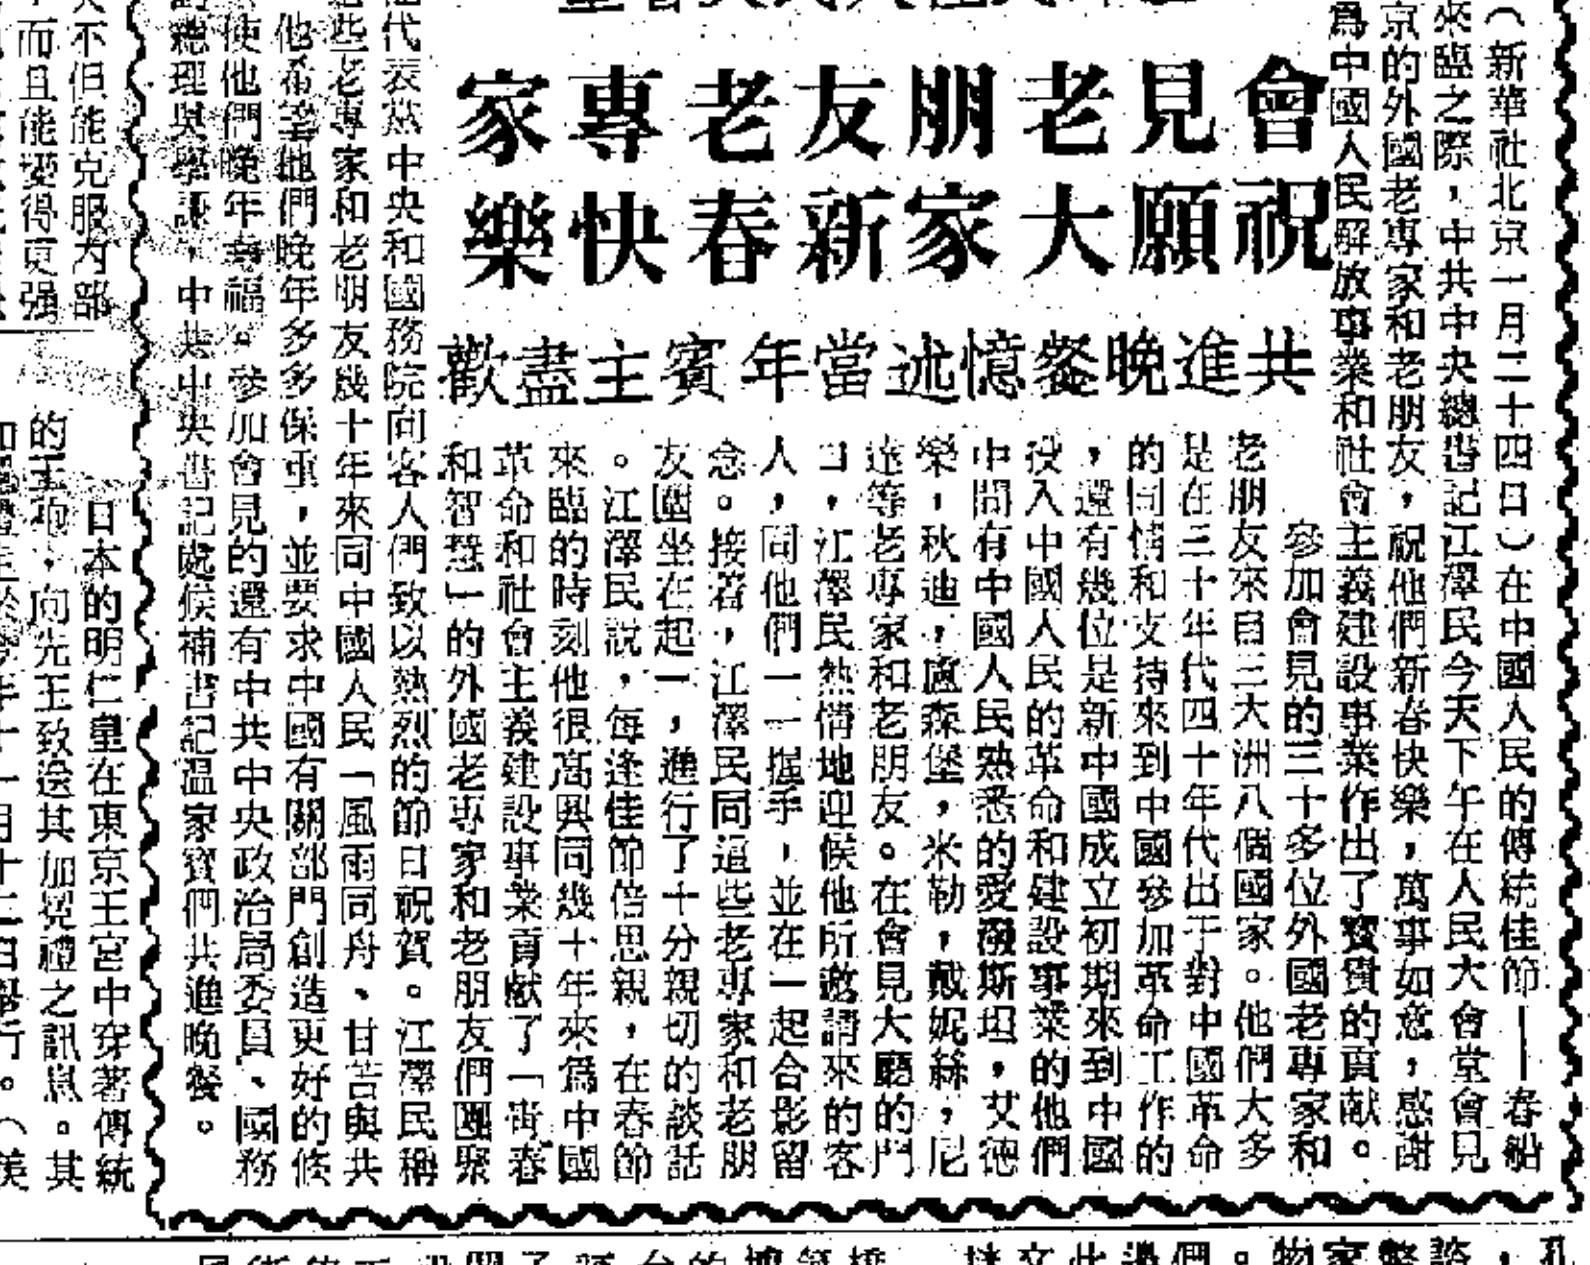 會見老朋友老專家
祝願大家新春快樂
共進晚餐憶述當年賓主盡歡
（新華社北京一月二十四日）在中國人民的傳統佳節——春船
來臨之際，中共中央總書記江澤民今天下午在人民大會堂會見
京的外國老專家和老朋友，祝他們新春快樂，萬事如意，感謝
爲中國人民解放事業和社會主義建設事業作出了寶貴的貢献。
參加會見的三十多位外國老專家和
老朋友來自三大洲八個國家。他們大多
是在三十年代四十年代出于對中國革命
的同情和支持來到中國參加革命工作的
，還有幾位是新中國成立初期來到中國
投入中國人民的革命和建設事業的他們
中間有中國人民熟悉的愛潑斯坦，艾德
樂，秋迪，盧森堡，米勒，戴妮絲，尼
達等老專家和老朋友。在會見大廳的門
口，江澤民熱情地迎候他所邀請來的客
人，同他們一一握手，並在一起合影留
念。接着，江澤民同這些老專家和老朋
友圍坐在起一，進行了十分親切的談話
。江澤民說，每逢佳節倍思親，在春節
來臨的時刻他很高興同幾十年來爲中國
革命和社會主義建設事業貢献了「青春
和智慧」的外國老專家和老朋友們團聚
代表黨中央和國務院向客人們致以熱烈的節日祝賀。江澤民稱
些老專家和老朋友幾十年來同中國人民「風雨同舟、甘苦與共
他希望他們晚年多多保重，並要求中國有關部門創造更好的條
使他們晚年幸福。參加會見的還有中共中央政治局委員、國務
總理吳學謙，中共中央書記處候補書記温家寶們共進晚餐。
不但能克服內部
而且能變得更强
日本的明仁皇在東京王宮中穿著傳統
的王袍，向光王致送其加冕禮之訊息。其
十一月十二日舉行。（美